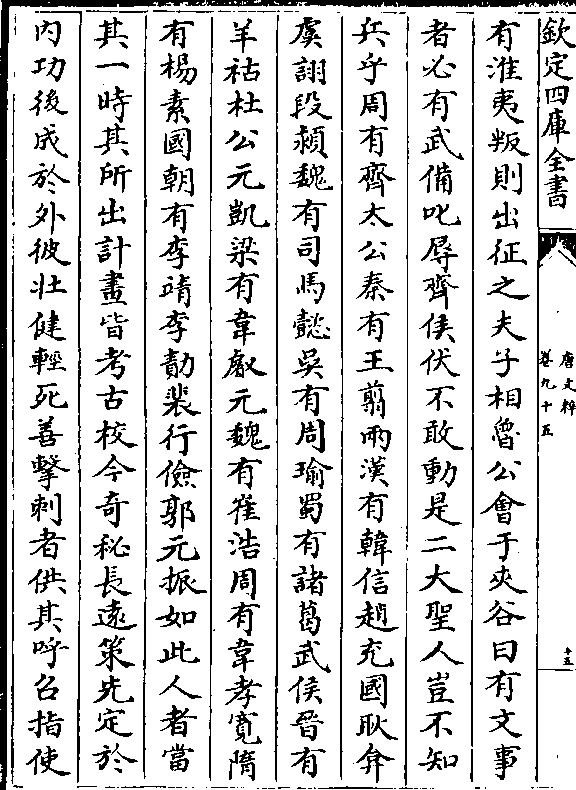 欽定四庫全書
唐文粹
卷九十五
十五
有淮夷叛則出征之夫子相魯公會于夾谷曰有文事
者必有武備叱辱齊侯伏不敢動是二大聖人豈不知
兵乎周有齊太公秦有王翦兩漢有韓信趙充國耿弇
虞詡段熲魏有司馬懿吳有周瑜蜀有諸葛武侯晉有
羊祜杜公元凱梁有韋叡元魏有崔浩周有韋孝寬隋
有楊素國朝有李靖李勣裴行儉郭元振如此人者當
其一時其所出計畫皆考古校今奇秘長遠策先定於
內功後成於外彼壯健輕死善擊刺者供其呼召指使